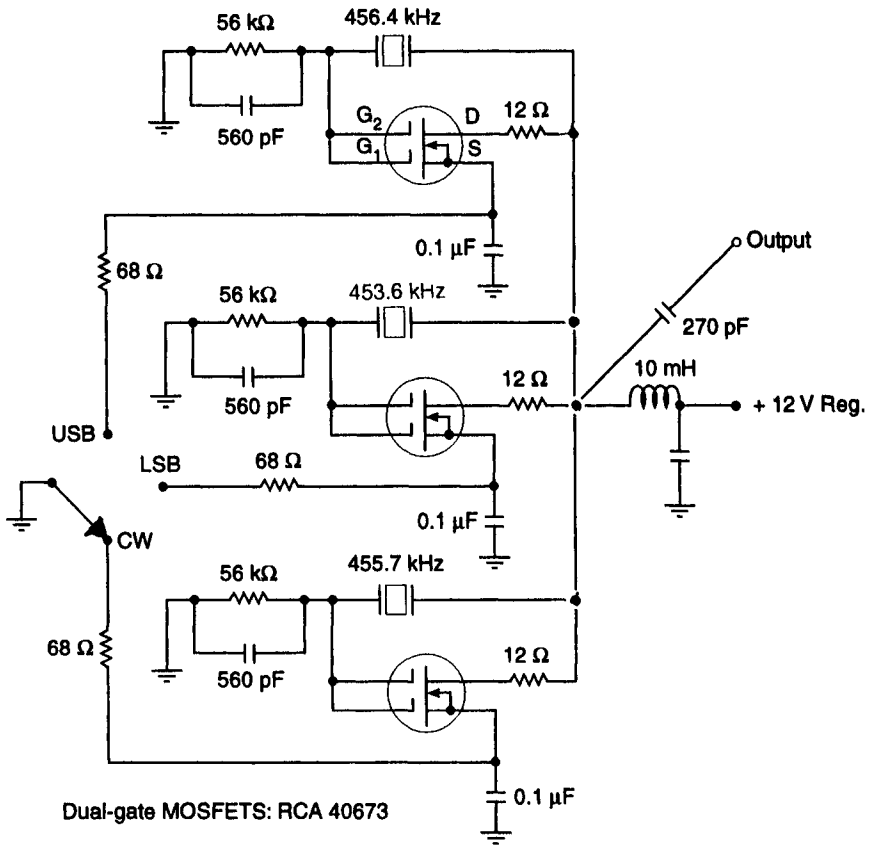 56 kΩ
456.4 kHz
560 pF
G2
G1
D
S
12 Ω
0.1 µF
68 Ω
Output
56 kΩ
453.6 kHz
270 pF
560 pF
12 Ω
10 mH
+ 12 V Reg.
USB
LSB
68 Ω
0.1 µF
CW
56 kΩ
455.7 kHz
68 Ω
560 pF
12 Ω
0.1 µF
Dual-gate MOSFETS: RCA 40673